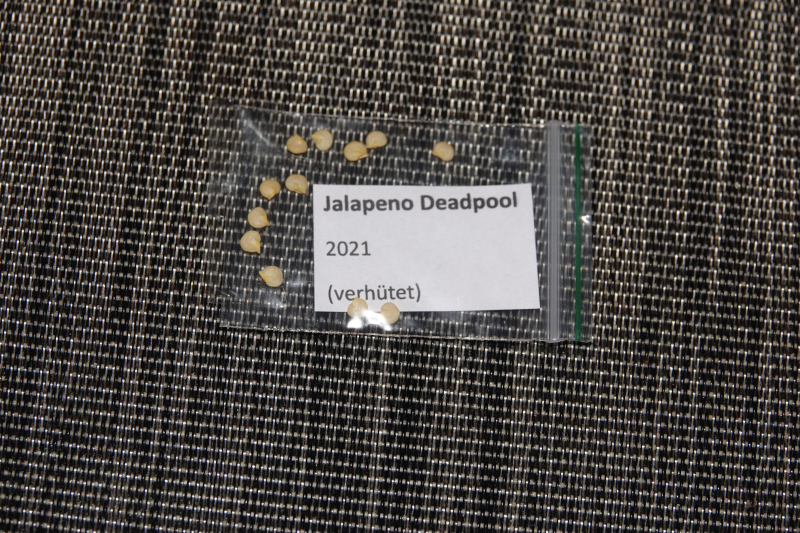 Jalapeno Deadpool
2021
(verhütet)